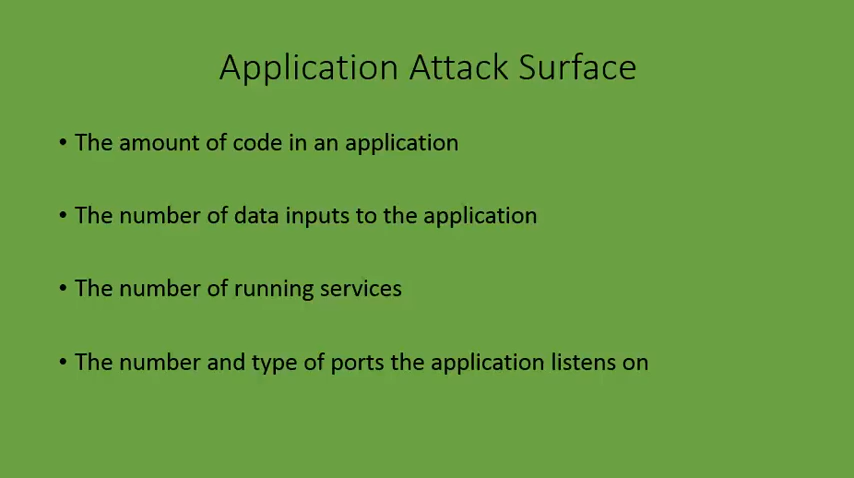 Application Attack Surface
• The amount of code in an application
• The number of data inputs to the application
• The number of running services
• The number and type of ports the application listens on